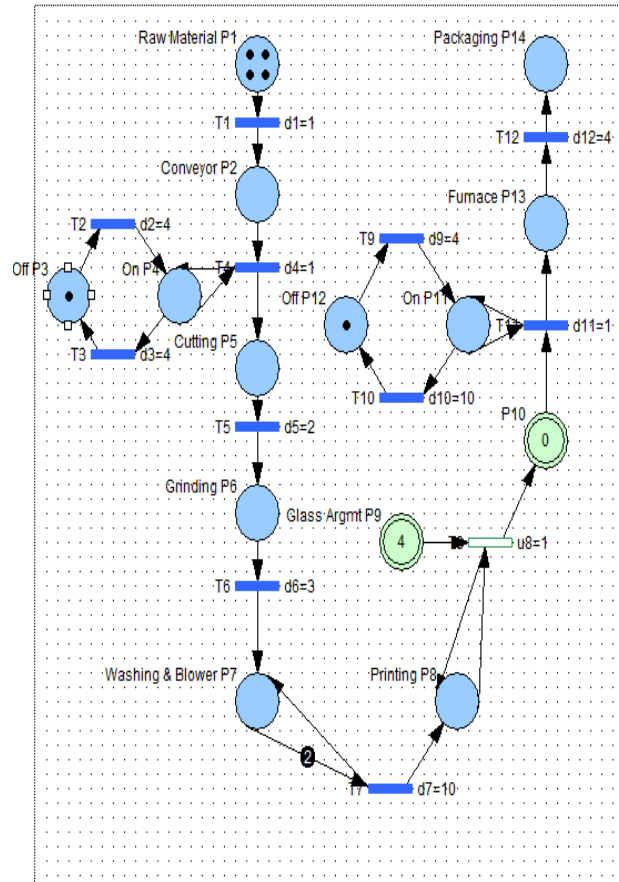 Raw Material P1
T1 d1=1
Conveyor P2
T2 d2=4
Off P3
On P4
T4 d4=1
T3 d3=4
Cutting P5
T5 d5=2
Grinding P6
T6 d6=3
Washing & Blower P7
2
T7 d7=10
Printing P8
Glass Argmt P9
4
u8=1
P10
0
T9 d9=4
Off P12
On P11
T11 d11=1
T10 d10=10
Furnace P13
T12 d12=4
Packaging P14